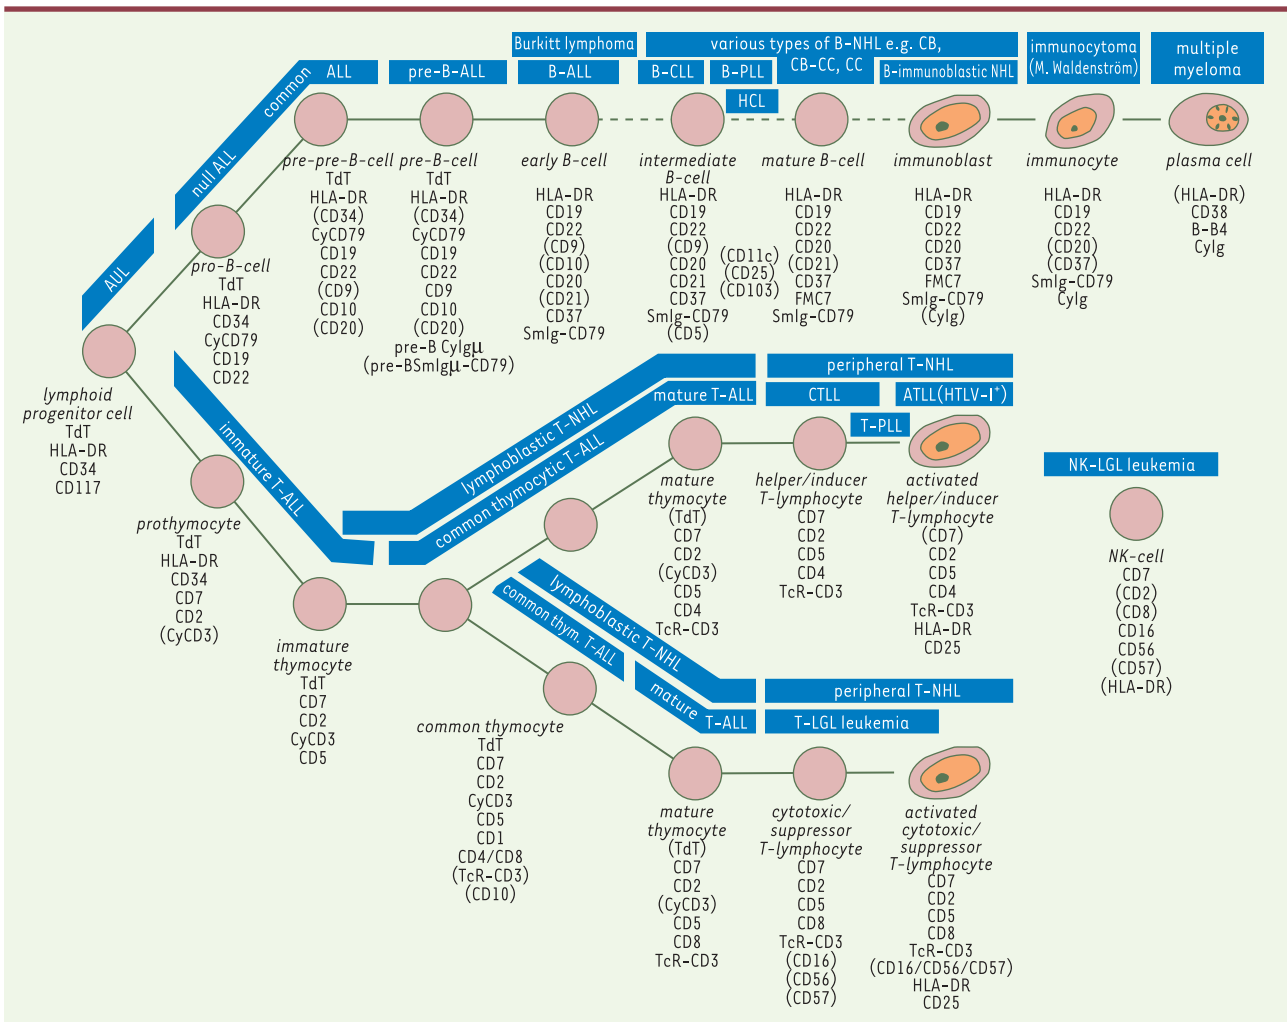 Burkitt lymphoma
various types of B-NHL e.g. CB,
CB-CC, CC
immunocytoma
(M. Waldenström)
multiple
myeloma
AUL
null ALL
common
ALL
pre-B-ALL
B-ALL
B-CLL
B-PLL
HCL
B-immunoblastic NHL
lymphoid
progenitor cell
TdT
HLA-DR
CD34
CD117
pro-B-cell
TdT
HLA-DR
CD34
CyCD79
CD19
CD22
pre-pre-B-cell
TdT
HLA-DR
(CD34)
CyCD79
CD19
CD22
(CD9)
CD10
(CD20)
pre-B-cell
TdT
HLA-DR
(CD34)
CyCD79
CD19
CD22
CD9
CD10
(CD20)
pre-B CyIgμ
(pre-BSmIgμ-CD79)
early B-cell
HLA-DR
CD19
CD22
(CD9)
(CD10)
CD20
(CD21)
CD37
SmIg-CD79
intermediate
B-cell
HLA-DR
CD19
CD22
(CD9)
CD20
CD21
CD37
SmIg-CD79
(CD5)
(CD11c)
(CD25)
(CD103)
mature B-cell
HLA-DR
CD19
CD22
CD20
(CD21)
CD37
FMC7
SmIg-CD79
immunoblast
HLA-DR
CD19
CD22
CD20
CD37
FMC7
SmIg-CD79
(CyIg)
immunocyte
HLA-DR
CD19
CD22
(CD20)
(CD37)
SmIg-CD79
CyIg
plasma cell
(HLA-DR)
CD38
B-B4
CyIg
immature T-ALL
lymphoblastic T-NHL
common thymocytic T-ALL
mature T-ALL
peripheral T-NHL
CTLL
ATLL(HTLV-I⁺)
T-PLL
prothymocyte
TdT
HLA-DR
CD34
CD7
CD2
(CyCD3)
immature
thymocyte
TdT
CD7
CD2
CyCD3
CD5
common thymocyte
TdT
CD7
CD2
CyCD3
CD5
CD1
CD4/CD8
(TcR-CD3)
(CD10)
mature
thymocyte
(TdT)
CD7
CD2
(CyCD3)
CD5
CD4
TcR-CD3
helper/inducer
T-lymphocyte
CD7
CD2
CD5
CD4
TcR-CD3
activated
helper/inducer
T-lymphocyte
(CD7)
CD2
CD5
CD4
TcR-CD3
HLA-DR
CD25
NK-LGL leukemia
NK-cell
CD7
(CD2)
(CD8)
CD16
CD56
(CD57)
(HLA-DR)
lymphoblastic T-NHL
common thym. T-ALL
mature
T-ALL
peripheral T-NHL
T-LGL leukemia
mature
thymocyte
(TdT)
CD7
CD2
(CyCD3)
CD5
CD8
TcR-CD3
cytotoxic/
suppressor
T-lymphocyte
CD7
CD2
CD5
CD8
TcR-CD3
(CD16)
(CD56)
(CD57)
activated
cytotoxic/
suppressor
T-lymphocyte
CD7
CD2
CD5
CD8
TcR-CD3
(CD16/CD56/CD57)
HLA-DR
CD25